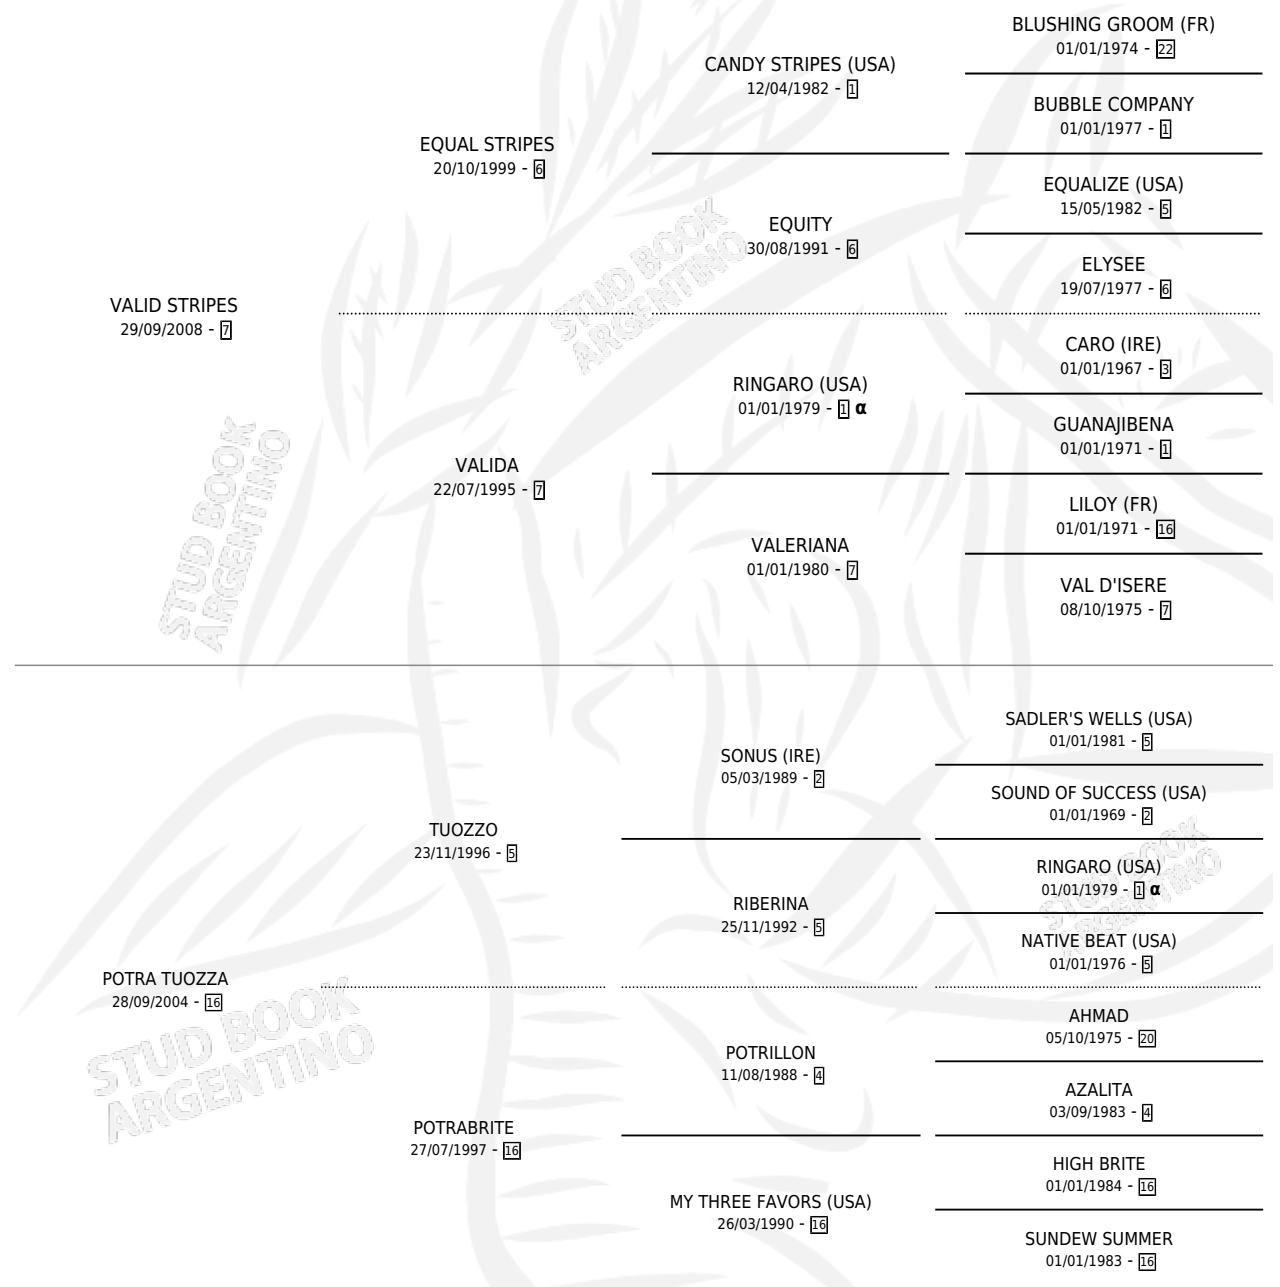 BLUSHING GROOM (FR)
01/01/1974 - 22
CANDY STRIPES (USA)
12/04/1982 - 1
BUBBLE COMPANY
01/01/1977 - 1
EQUAL STRIPES
20/10/1999 - 6
EQUALIZE (USA)
15/05/1982 - 5
EQUITY
30/08/1991 - 6
ELYSEE
19/07/1977 - 6
VALID STRIPES
29/09/2008 - 7
CARO (IRE)
01/01/1967 - 3
RINGARO (USA)
01/01/1979 - 1 α
GUANAJIBENA
01/01/1971 - 1
VALIDA
22/07/1995 - 7
LILOY (FR)
01/01/1971 - 16
VALERIANA
01/01/1980 - 7
VAL D'ISERE
08/10/1975 - 7
SADLER'S WELLS (USA)
01/01/1981 - 5
SONUS (IRE)
05/03/1989 - 2
SOUND OF SUCCESS (USA)
01/01/1969 - 2
TUOZZO
23/11/1996 - 5
RINGARO (USA)
01/01/1979 - 1 α
RIBERINA
25/11/1992 - 5
NATIVE BEAT (USA)
01/01/1976 - 5
POTRA TUOZZA
28/09/2004 - 16
AHMAD
05/10/1975 - 20
POTRILLON
11/08/1988 - 4
AZALITA
03/09/1983 - 4
POTRABRITE
27/07/1997 - 16
HIGH BRITE
01/01/1984 - 16
MY THREE FAVORS (USA)
26/03/1990 - 16
SUNDEW SUMMER
01/01/1983 - 16
STUD BOOK
ARGENTINO
STUD BOOK
ARGENTINO
STUD BOOK
ARGENTINO
STUD BOOK
ARGENTINO